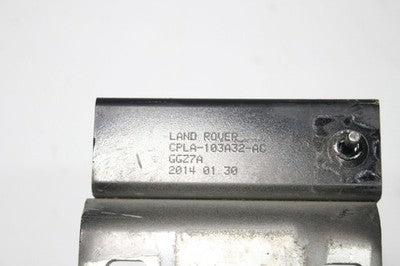 LAND ROVER
CPLA-103A32-AC
GGZ7A
2014 01 30